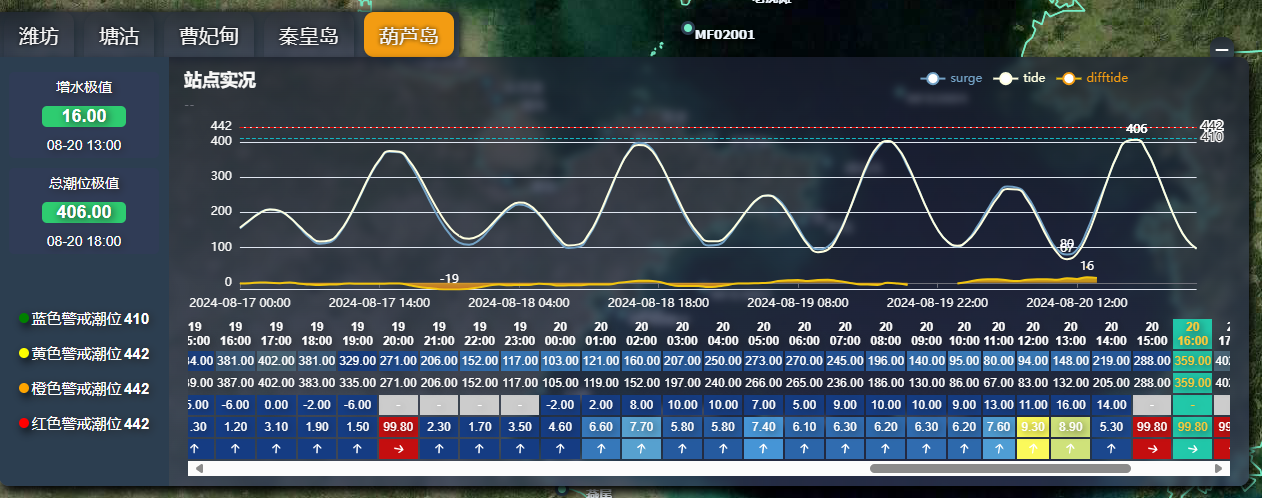 MF02001
潍坊 塘沽 曹妃甸 秦皇岛 葫芦岛
增水极值
16.00
08-20 13:00
总潮位极值
406.00
08-20 18:00
蓝色警戒潮位 410
黄色警戒潮位 442
橙色警戒潮位 442
红色警戒潮位 442
站点实况
surge tide difftide
--
442
400
300
200
100
0
406
442
410
80
67
-19
16
2024-08-17 00:00 2024-08-17 14:00 2024-08-18 04:00 2024-08-18 18:00 2024-08-19 08:00 2024-08-19 22:00 2024-08-20 12:00
19 19 19 19 19 19 19 19 19 20 20 20 20 20 20 20 20 20 20 20 20 20 20 20 20
5:00 16:00 17:00 18:00 19:00 20:00 21:00 22:00 23:00 00:00 01:00 02:00 03:00 04:00 05:00 06:00 07:00 08:00 09:00 10:00 11:00 12:00 13:00 14:00 15:00 16:00
4.00 381.00 402.00 381.00 329.00 271.00 206.00 152.00 117.00 103.00 121.00 160.00 207.00 250.00 273.00 270.00 245.00 196.00 140.00 95.00 80.00 94.00 148.00 219.00 288.00 359.00
39.00 387.00 402.00 383.00 335.00 271.00 206.00 152.00 117.00 105.00 119.00 152.00 197.00 240.00 266.00 265.00 236.00 186.00 130.00 86.00 67.00 83.00 132.00 205.00 288.00 359.00
5.00 -6.00 0.00 -2.00 -6.00 - - - - -2.00 2.00 8.00 10.00 10.00 7.00 5.00 9.00 10.00 10.00 9.00 13.00 11.00 16.00 14.00 - - -
.30 1.20 3.10 1.90 1.50 99.80 2.30 1.70 3.50 4.60 6.60 7.70 5.80 5.80 7.40 6.10 6.30 6.20 6.30 6.20 7.60 9.30 8.90 5.30 99.80 99.80 99